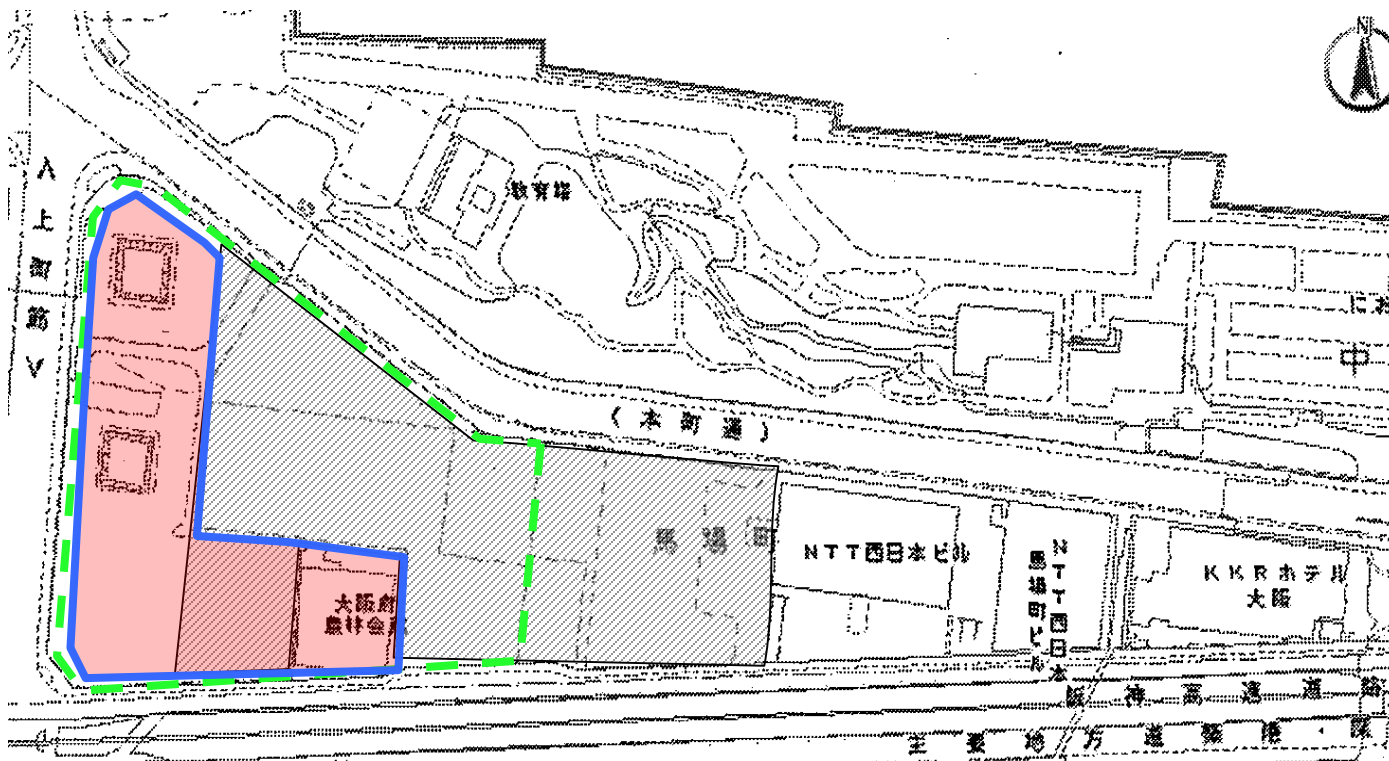 N
教育塔
<上町筋>
中
(本町通)
馬場町
NTT西日本ビル
NTT西日本
馬場町ビル
KKRホテル
大阪
大阪府
農林会
阪神高速道路
主要地方道築港・深